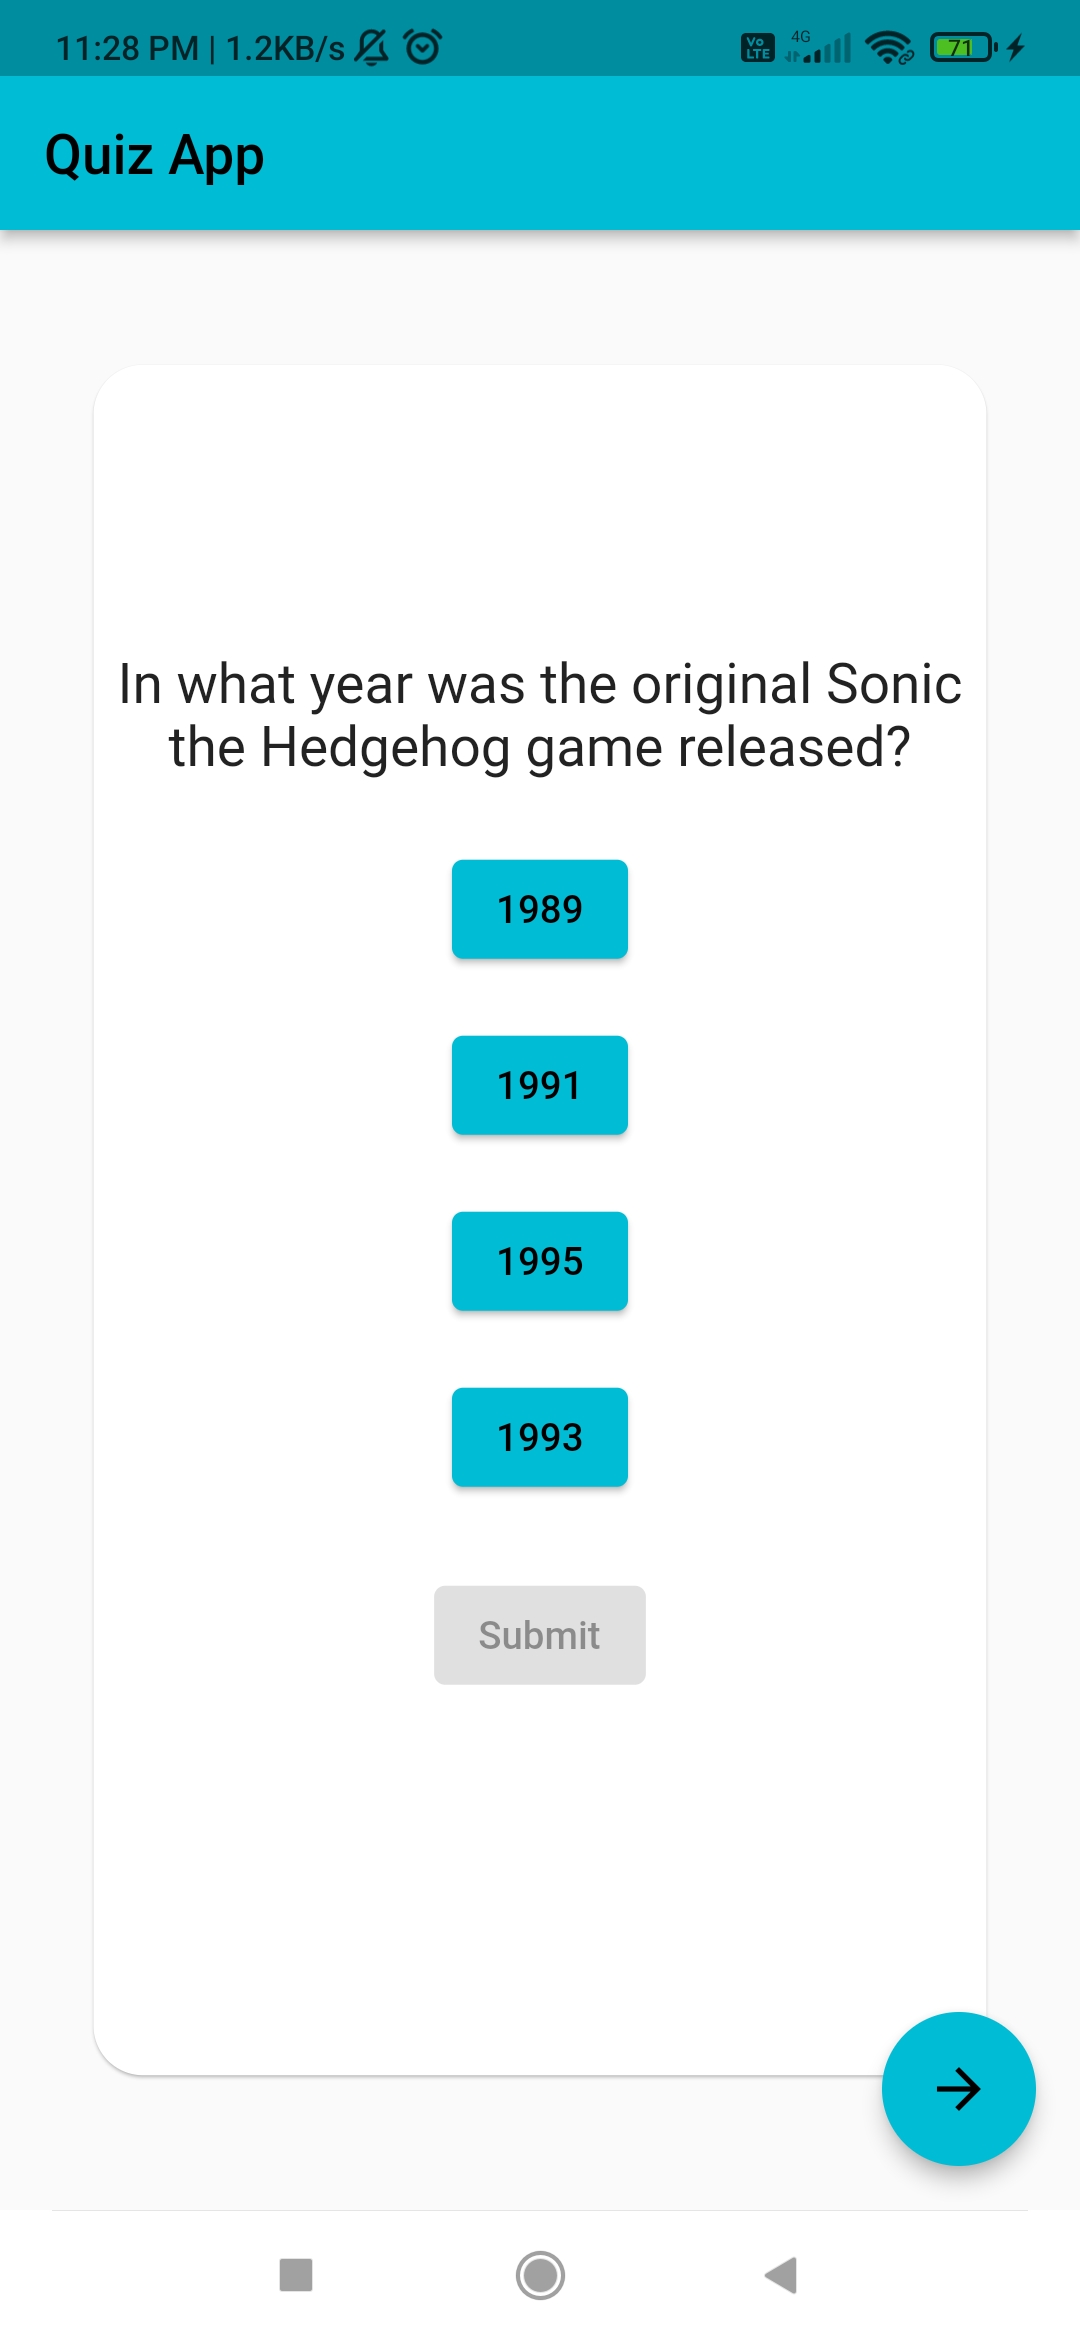 11:28 PM | 1.2KB/s Vo LTE 4G 71
Quiz App
In what year was the original Sonic
the Hedgehog game released?
1989
1991
1995
1993
Submit